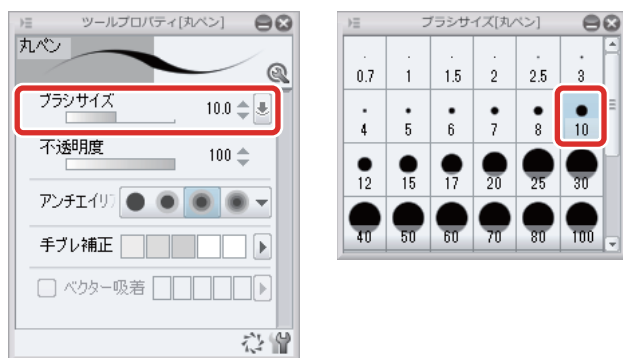 ツールプロパティ[丸ペン]
丸ペン
ブラシサイズ 10.0
不透明度 100
アンチエイリア
手ブレ補正
ベクター吸着
ブラシサイズ[丸ペン]
0.7 1 1.5 2 2.5 3
4 5 6 7 8 10
12 15 17 20 25 30
40 50 60 70 80 100